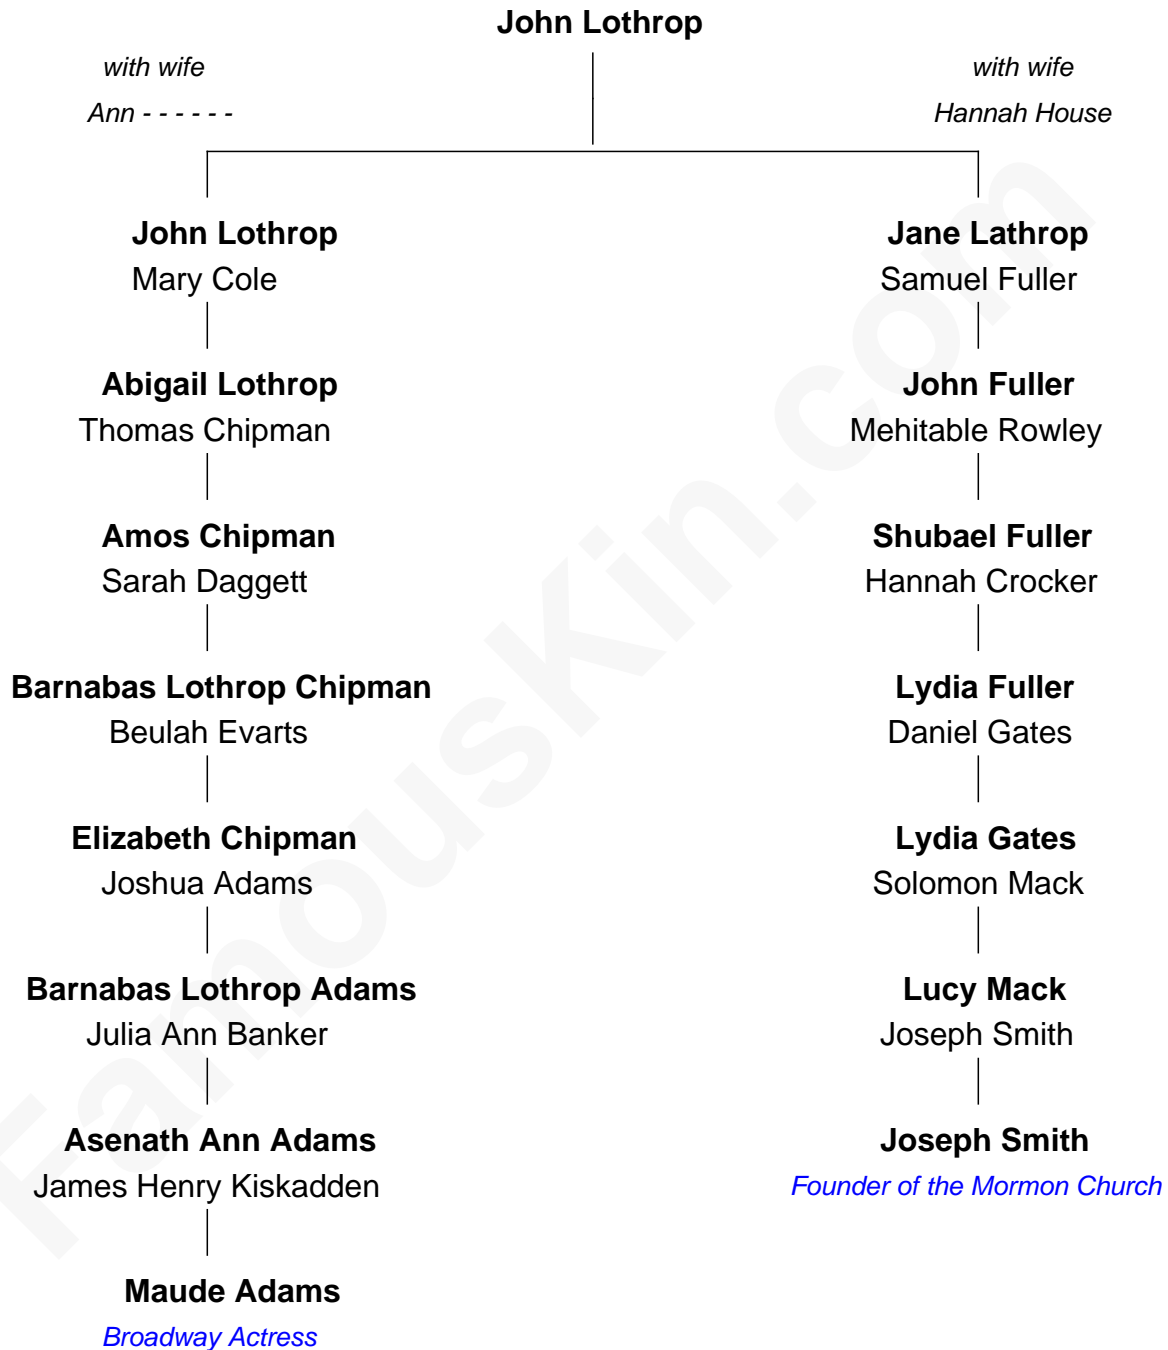 John Lothrop
with wife
Ann - - - - - -
with wife
Hannah House
John Lothrop
Mary Cole
Abigail Lothrop
Thomas Chipman
Amos Chipman
Sarah Daggett
Barnabas Lothrop Chipman
Beulah Evarts
Elizabeth Chipman
Joshua Adams
Barnabas Lothrop Adams
Julia Ann Banker
Asenath Ann Adams
James Henry Kiskadden
Maude Adams
Broadway Actress
Jane Lathrop
Samuel Fuller
John Fuller
Mehitable Rowley
Shubael Fuller
Hannah Crocker
Lydia Fuller
Daniel Gates
Lydia Gates
Solomon Mack
Lucy Mack
Joseph Smith
Joseph Smith
Founder of the Mormon Church
FamousKin.com